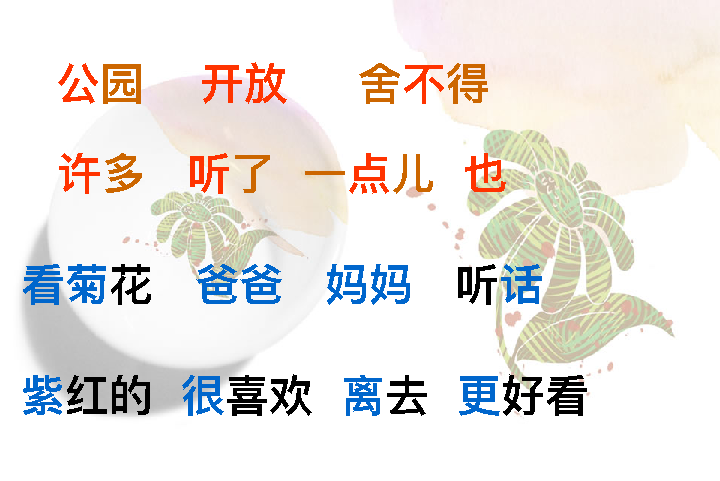 公园 开放 舍不得
许多 听了 一点儿 也
看菊花 爸爸 妈妈 听话
紫红的 很喜欢 离去 更好看